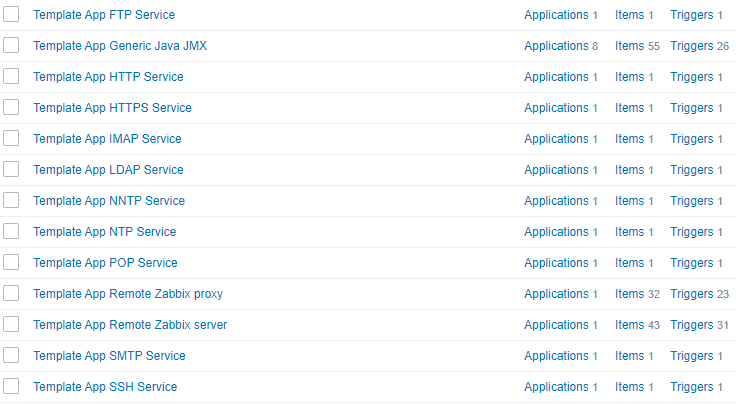 Template App FTP Service Applications 1 Items 1 Triggers 1
Template App Generic Java JMX Applications 8 Items 55 Triggers 26
Template App HTTP Service Applications 1 Items 1 Triggers 1
Template App HTTPS Service Applications 1 Items 1 Triggers 1
Template App IMAP Service Applications 1 Items 1 Triggers 1
Template App LDAP Service Applications 1 Items 1 Triggers 1
Template App NNTP Service Applications 1 Items 1 Triggers 1
Template App NTP Service Applications 1 Items 1 Triggers 1
Template App POP Service Applications 1 Items 1 Triggers 1
Template App Remote Zabbix proxy Applications 1 Items 32 Triggers 23
Template App Remote Zabbix server Applications 1 Items 43 Triggers 31
Template App SMTP Service Applications 1 Items 1 Triggers 1
Template App SSH Service Applications 1 Items 1 Triggers 1